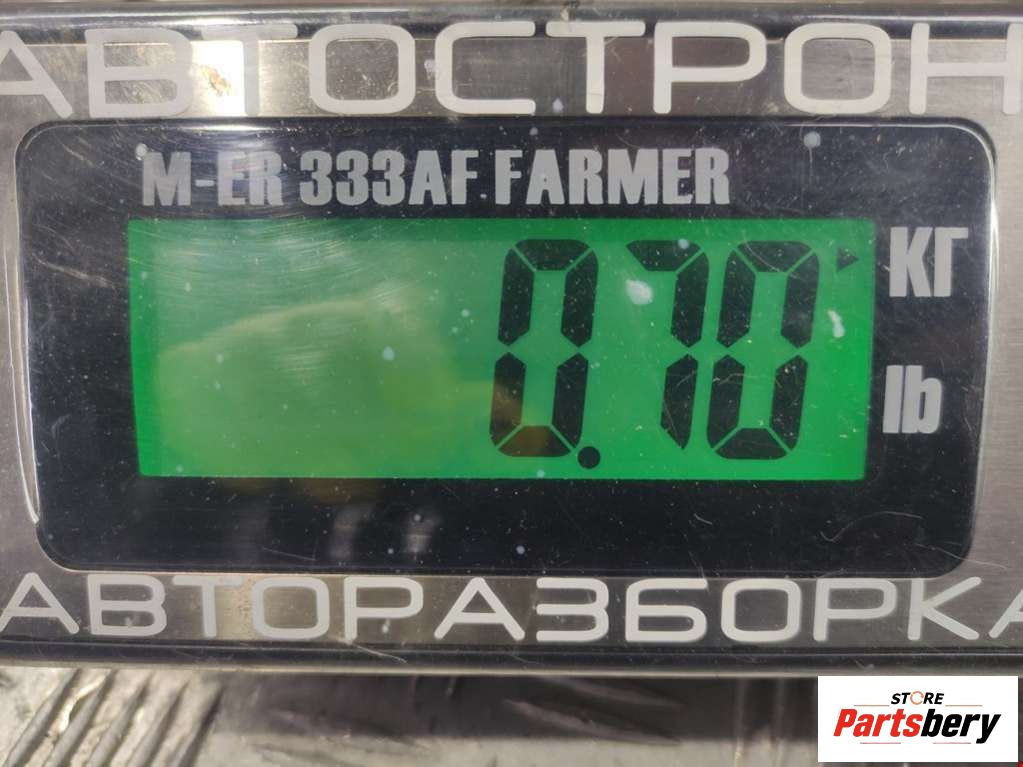 АВТОСТРОН
M-ER 333AF FARMER
0.70
КГ
lb
АВТОРАЗБОРКА
STORE
Partsbery